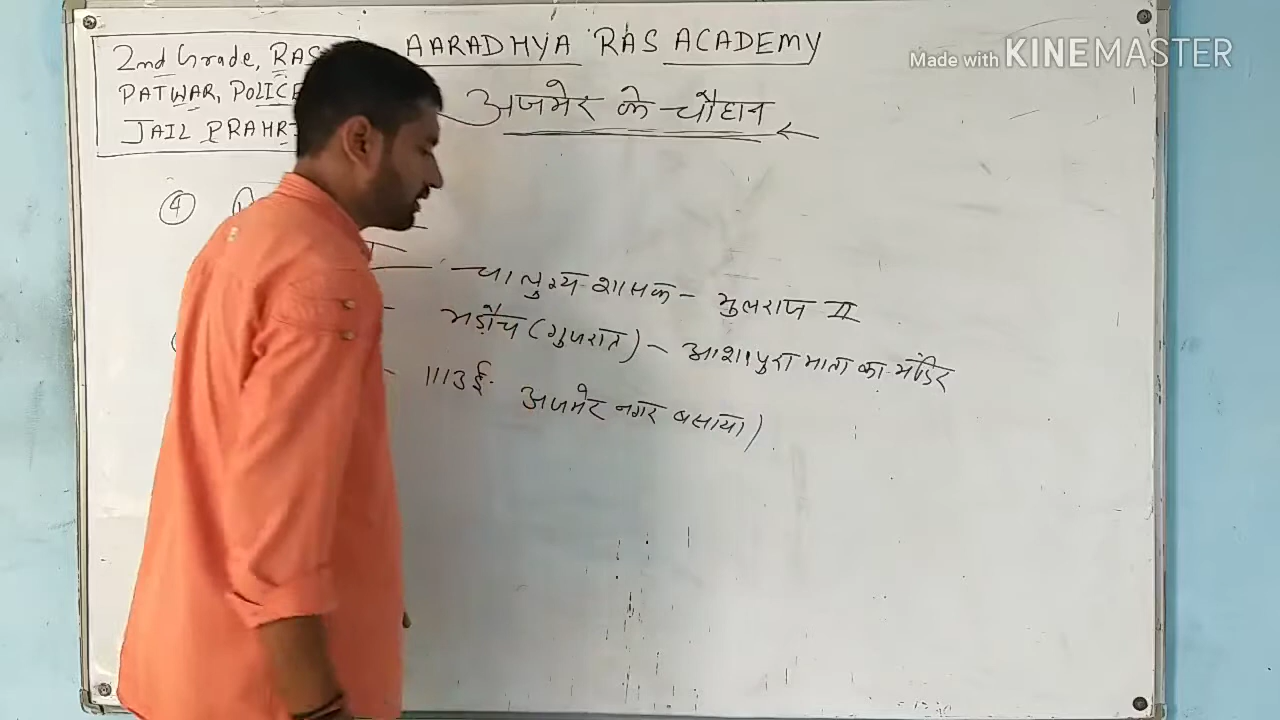 2nd Grade, RAS
PATWAR, POLICE
JAIL PRAHR
AARADHYA RAS ACADEMY
Made with KINEMASTER
अजमेर के चौहान
4
चालुक्य शासक - मुलराज II
भड़ौच (गुजरात) - आशापुरा माता का मंदिर
1113 ई. अजमेर नगर बसाया)